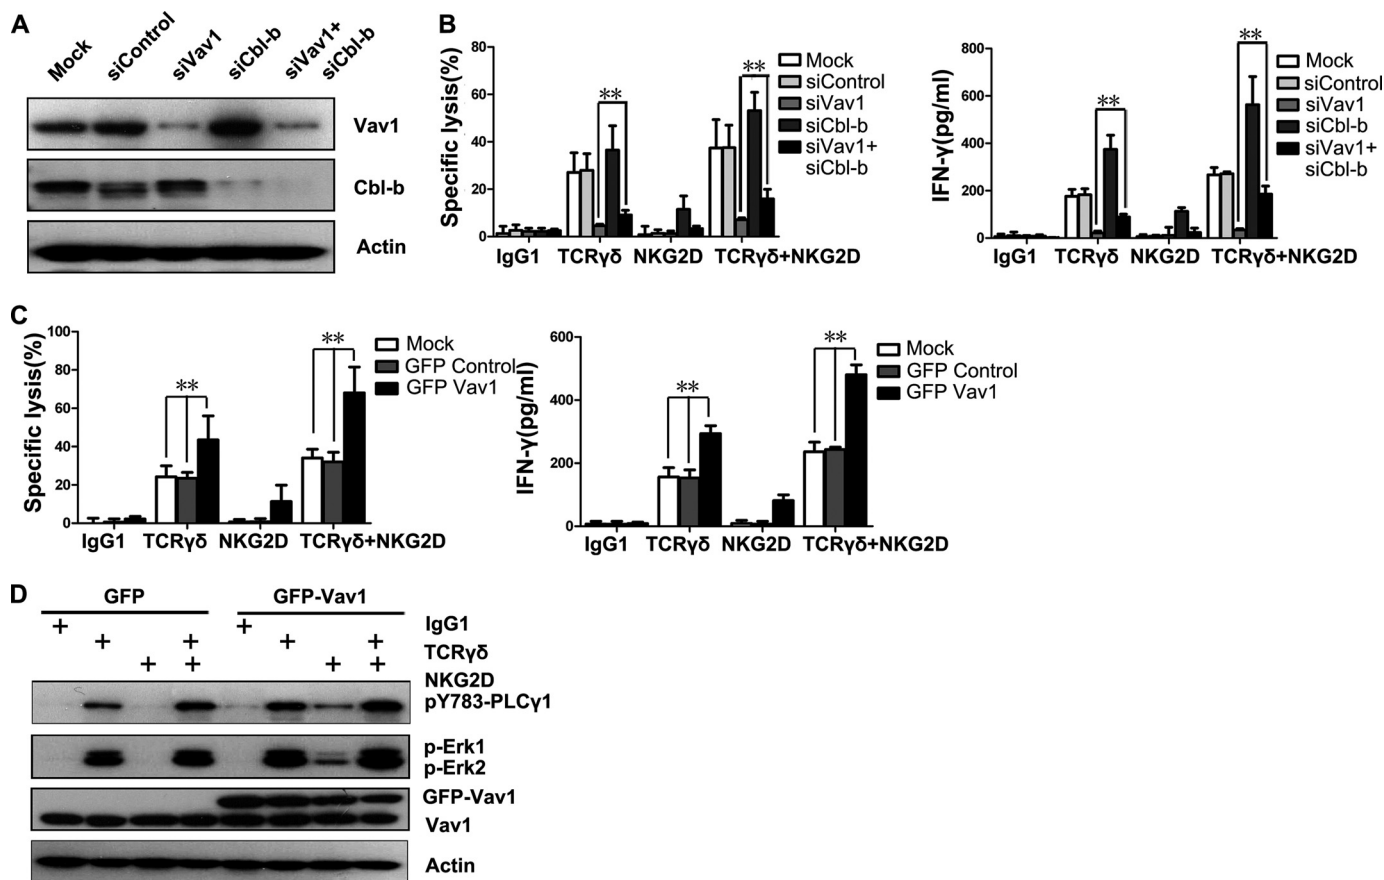 A
Mock
siControl
siVav1
siCbl-b
siVav1+
siCbl-b
Vav1
Cbl-b
Actin
B
Specific lysis(%)
80
60
40
20
0
**
**
Mock
siControl
siVav1
siCbl-b
siVav1+
siCbl-b
IgG1 TCRγδ NKG2D TCRγδ+NKG2D
IFN-γ(pg/ml)
800
600
400
200
0
**
**
Mock
siControl
siVav1
siCbl-b
siVav1+
siCbl-b
IgG1 TCRγδ NKG2D TCRγδ+NKG2D
C
Specific lysis(%)
100
80
60
40
20
0
**
**
Mock
GFP Control
GFP Vav1
IgG1 TCRγδ NKG2D TCRγδ+NKG2D
IFN-γ(pg/ml)
600
400
200
0
**
**
Mock
GFP Control
GFP Vav1
IgG1 TCRγδ NKG2D TCRγδ+NKG2D
D
GFP GFP-Vav1
+ + IgG1
+ + + + TCRγδ
+ + + + NKG2D
pY783-PLCγ1
p-Erk1
p-Erk2
GFP-Vav1
Vav1
Actin